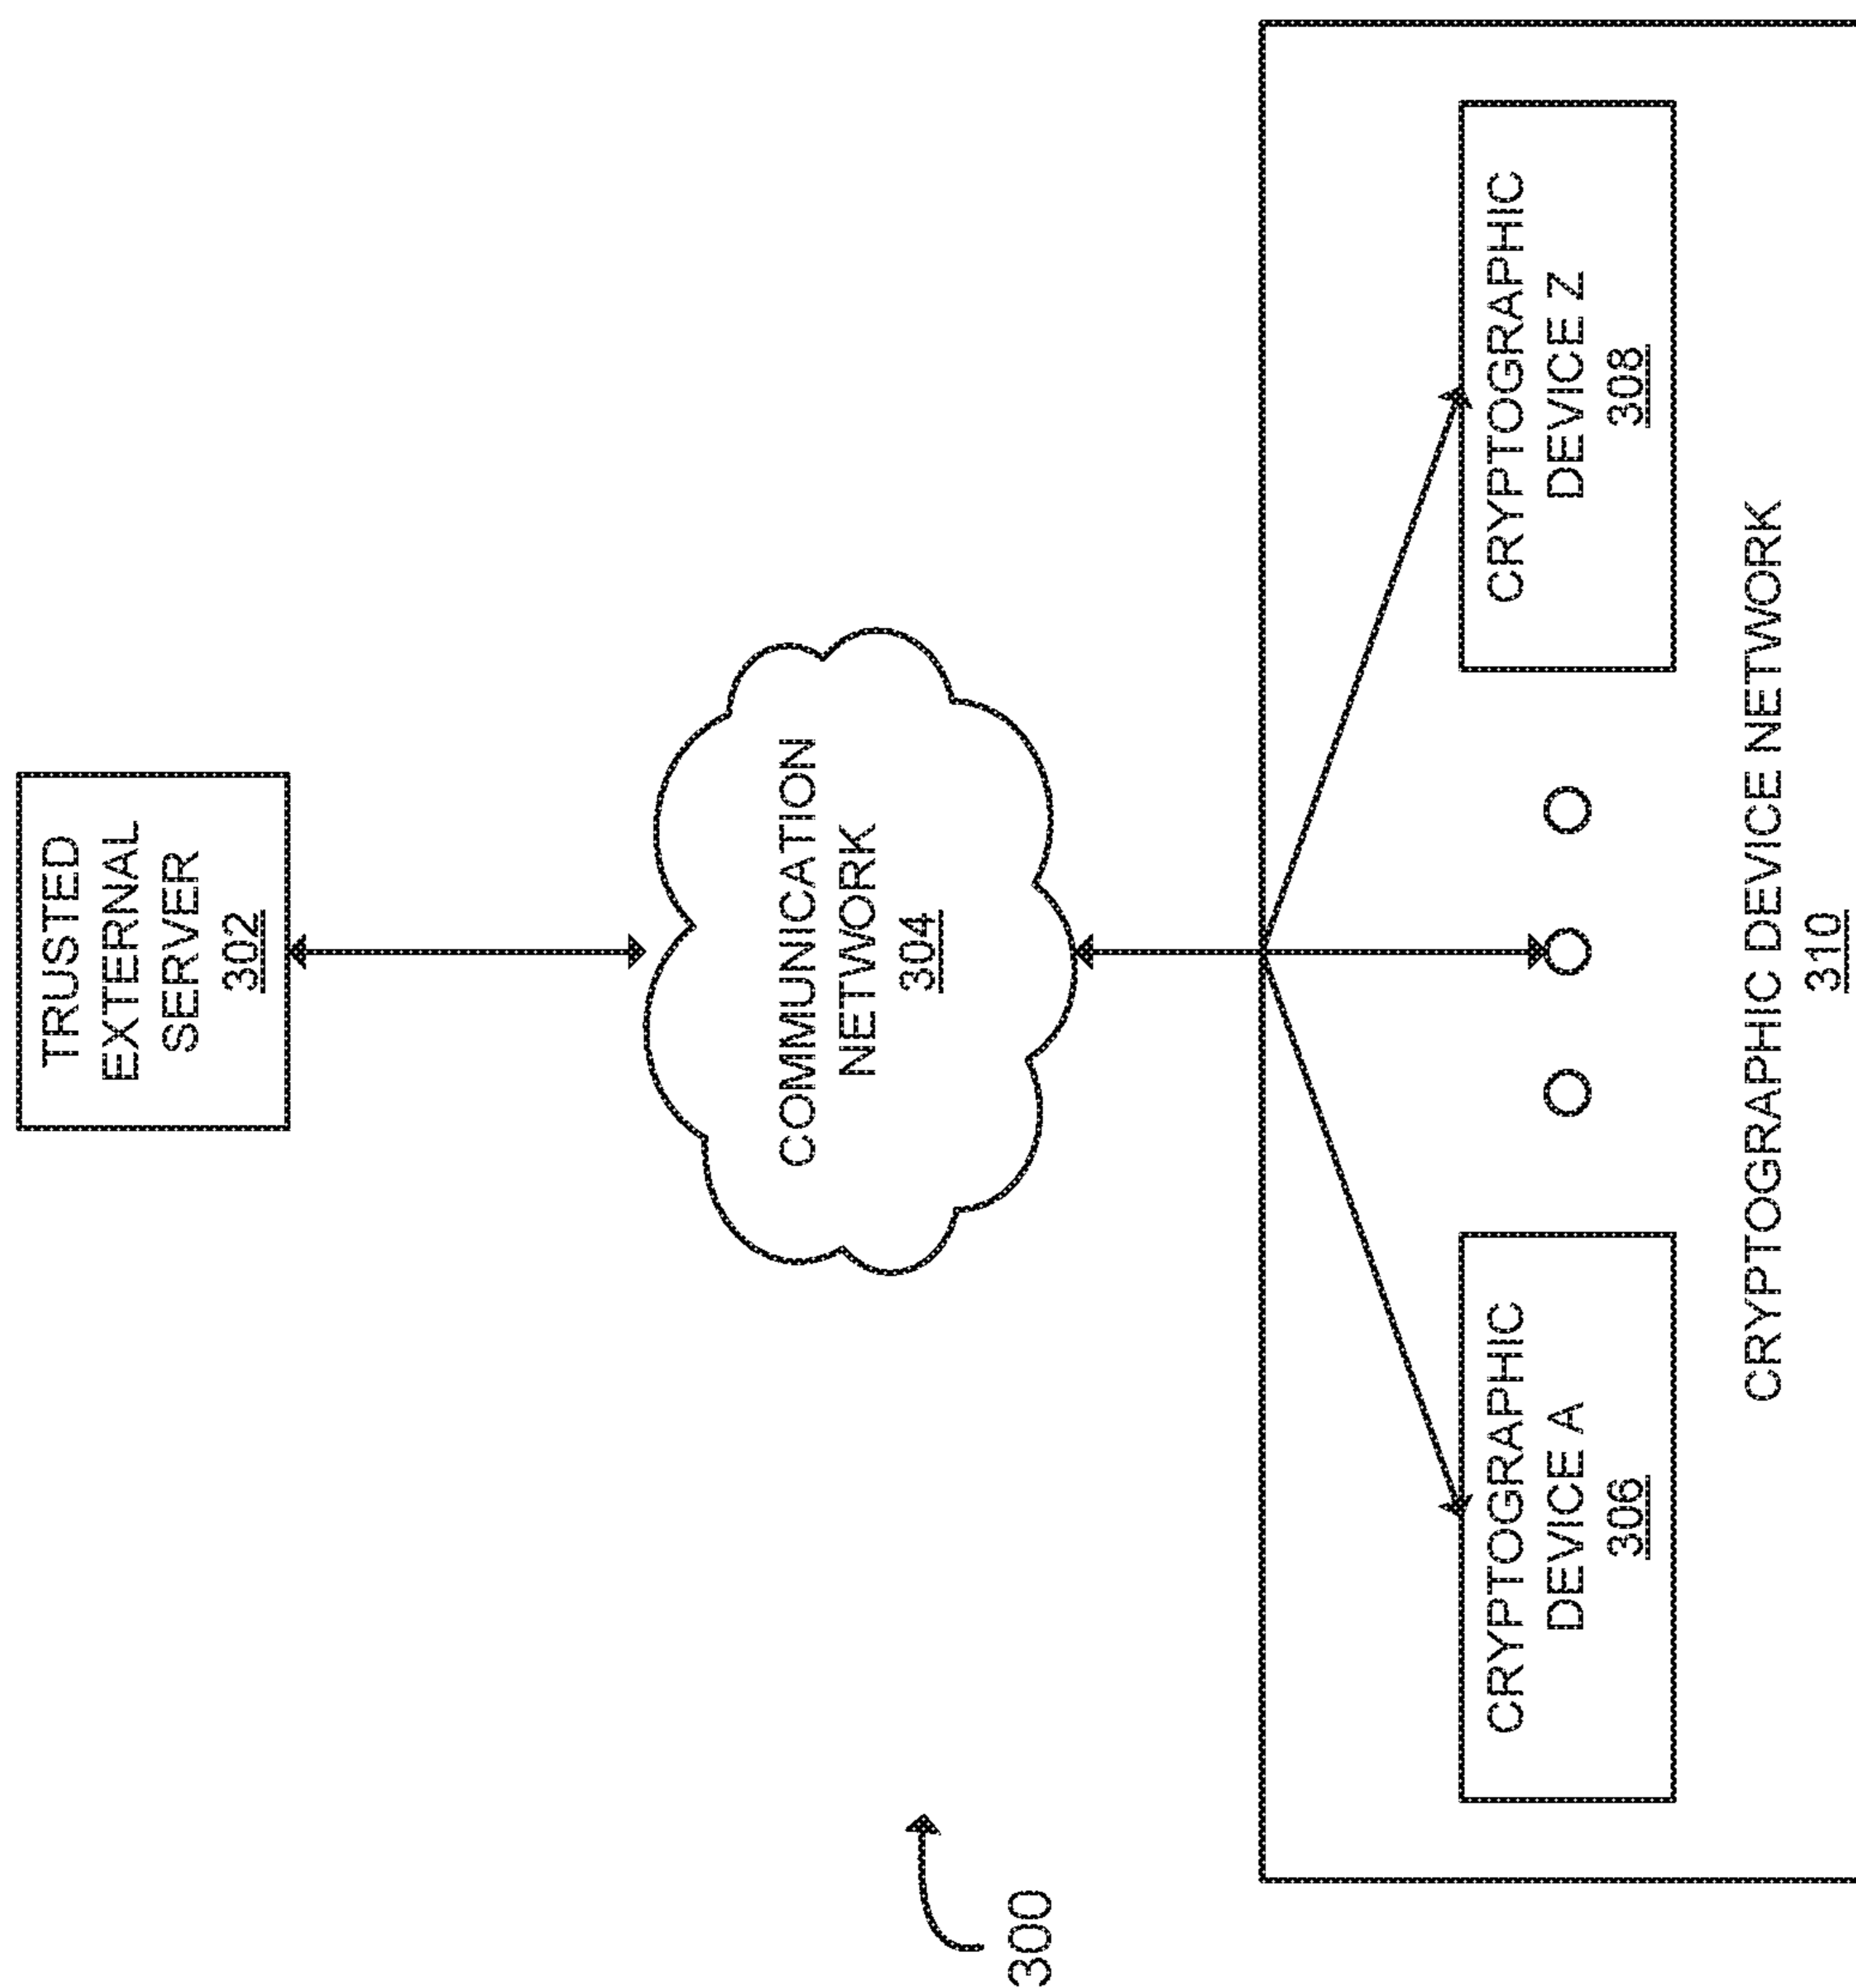 TRUSTED
EXTERNAL
SERVER
302
COMMUNICATION
NETWORK
304
300
CRYPTOGRAPHIC
DEVICE A
306
CRYPTOGRAPHIC
DEVICE Z
308
CRYPTOGRAPHIC DEVICE NETWORK
310